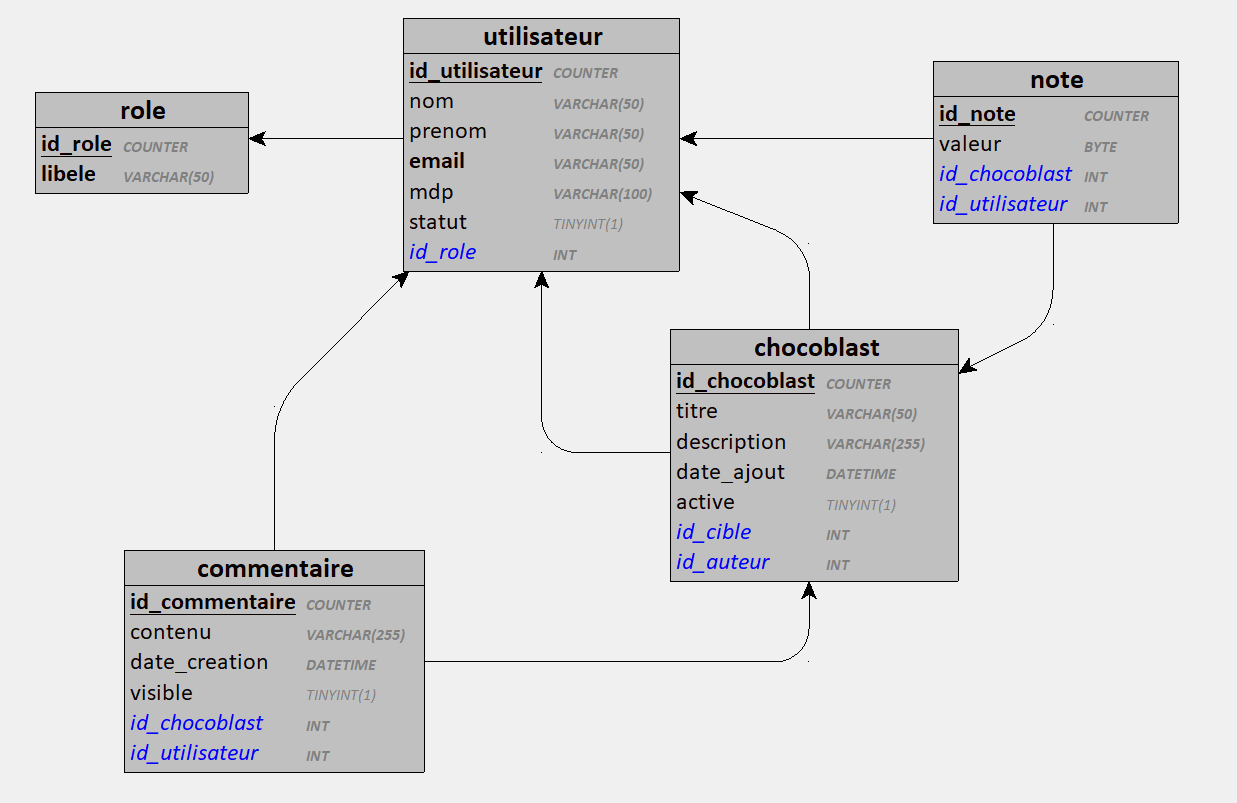 utilisateur
id_utilisateur COUNTER
nom VARCHAR(50)
prenom VARCHAR(50)
email VARCHAR(50)
mdp VARCHAR(100)
statut TINYINT(1)
id_role INT
role
id_role COUNTER
libele VARCHAR(50)
note
id_note COUNTER
valeur BYTE
id_chocoblast INT
id_utilisateur INT
chocoblast
id_chocoblast COUNTER
titre VARCHAR(50)
description VARCHAR(255)
date_ajout DATETIME
active TINYINT(1)
id_cible INT
id_auteur INT
commentaire
id_commentaire COUNTER
contenu VARCHAR(255)
date_creation DATETIME
visible TINYINT(1)
id_chocoblast INT
id_utilisateur INT